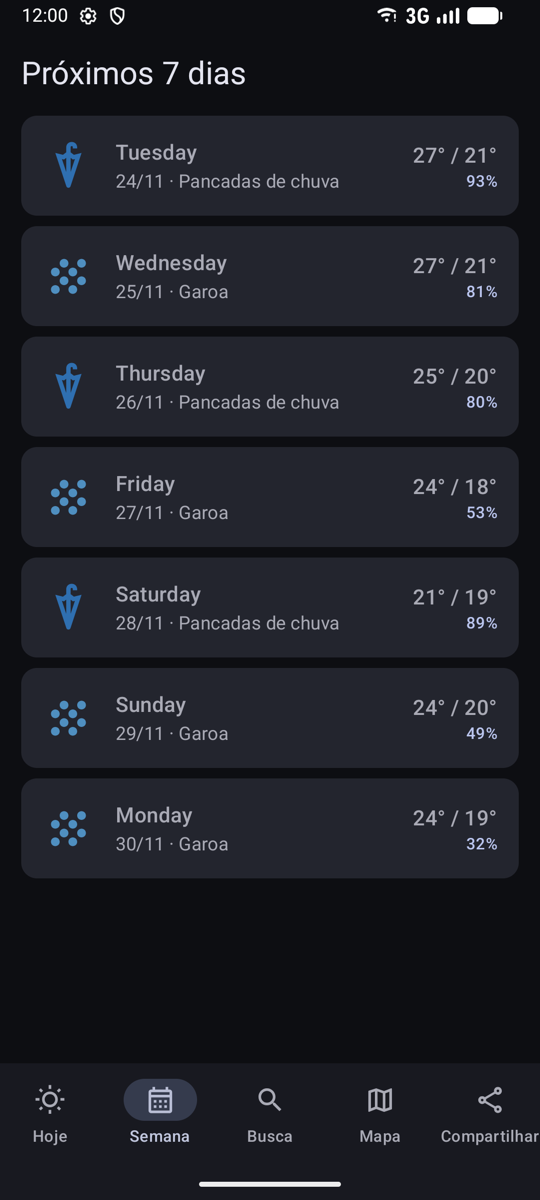 12:00
3G
Próximos 7 dias
Tuesday
27° / 21°
24/11 · Pancadas de chuva
93%
Wednesday
27° / 21°
25/11 · Garoa
81%
Thursday
25° / 20°
26/11 · Pancadas de chuva
80%
Friday
24° / 18°
27/11 · Garoa
53%
Saturday
21° / 19°
28/11 · Pancadas de chuva
89%
Sunday
24° / 20°
29/11 · Garoa
49%
Monday
24° / 19°
30/11 · Garoa
32%
Hoje
Semana
Busca
Mapa
Compartilhar